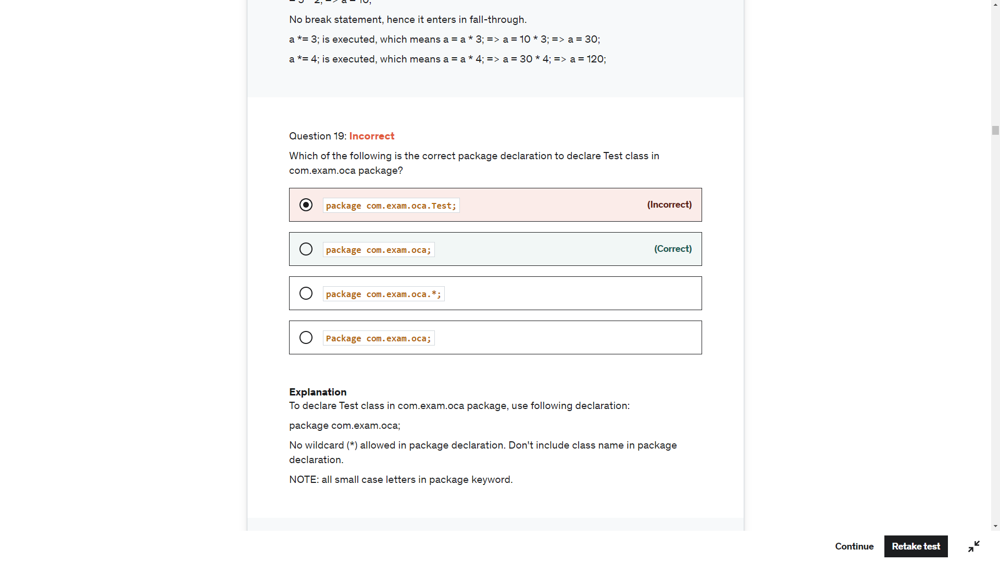 = 5 * 2; => a = 10;
No break statement, hence it enters in fall-through.
a *= 3; is executed, which means a = a * 3; => a = 10 * 3; => a = 30;
a *= 4; is executed, which means a = a * 4; => a = 30 * 4; => a = 120;
Question 19: Incorrect
Which of the following is the correct package declaration to declare Test class in
com.exam.oca package?
package com.exam.oca.Test; (Incorrect)
package com.exam.oca; (Correct)
package com.exam.oca.*;
Package com.exam.oca;
Explanation
To declare Test class in com.exam.oca package, use following declaration:
package com.exam.oca;
No wildcard (*) allowed in package declaration. Don't include class name in package
declaration.
NOTE: all small case letters in package keyword.
Continue Retake test